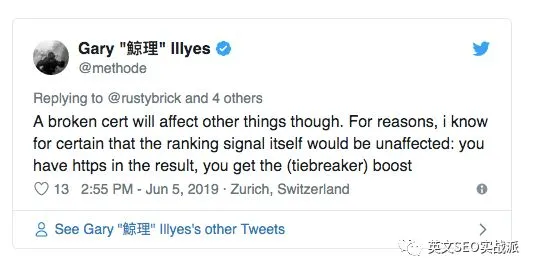 Gary "鯨理" Illyes
@methode
Replying to @rustybrick and 4 others
A broken cert will affect other things though. For reasons, i know
for certain that the ranking signal itself would be unaffected: you
have https in the result, you get the (tiebreaker) boost
13 2:55 PM - Jun 5, 2019 · Zurich, Switzerland
See Gary "鯨理" Illyes's other Tweets
英文SEO实战派